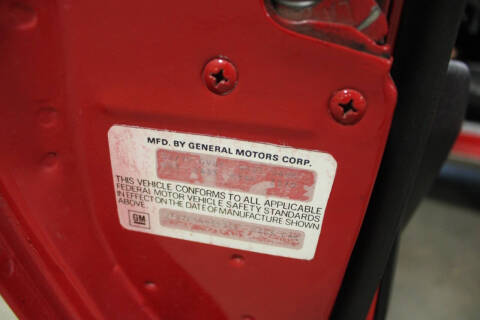 MFD. BY GENERAL MOTORS CORP.
THIS VEHICLE CONFORMS TO ALL APPLICABLE
FEDERAL MOTOR VEHICLE SAFETY STANDARDS
IN EFFECT ON THE DATE OF MANUFACTURE SHOWN
ABOVE.
GM